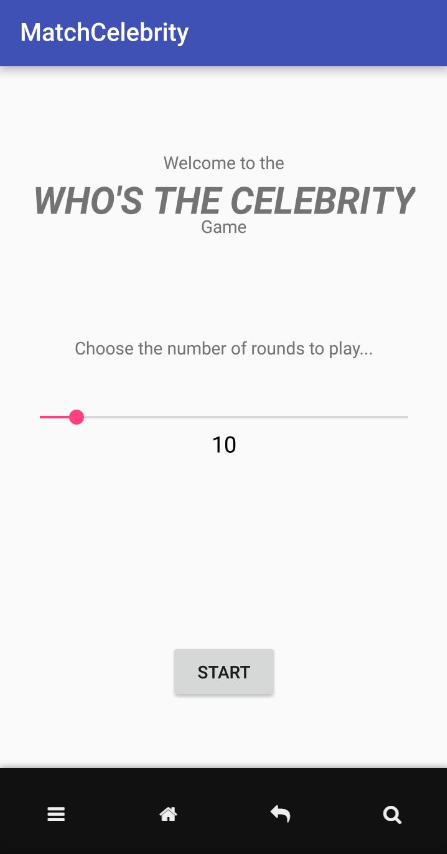 MatchCelebrity
Welcome to the
WHO'S THE CELEBRITY
Game
Choose the number of rounds to play...
10
START